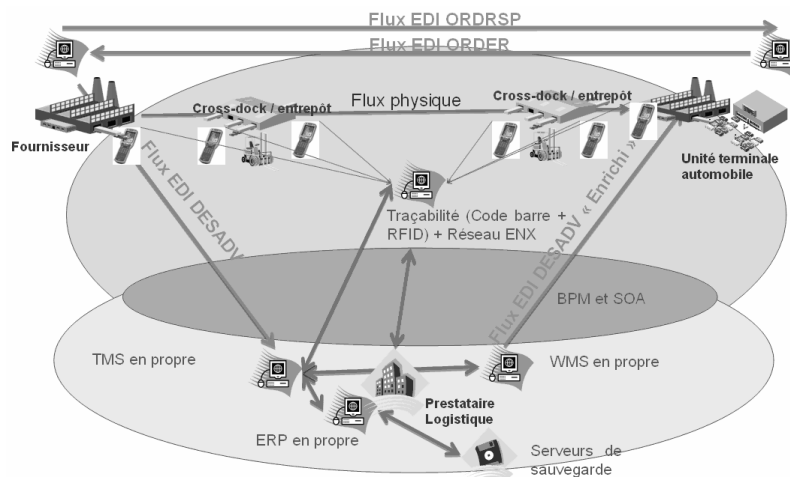 Flux EDI ORDRSP
Flux EDI ORDER
Cross-dock / entrepôt
Flux physique
Cross-dock / entrepôt
Fournisseur
Unité terminale
automobile
Flux EDI DESADV
Flux EDI DESADV « Enrichi »
Traçabilité (Code barre +
RFID) + Réseau ENX
BPM et SOA
TMS en propre
WMS en propre
Prestataire
Logistique
ERP en propre
Serveurs de
sauvegarde